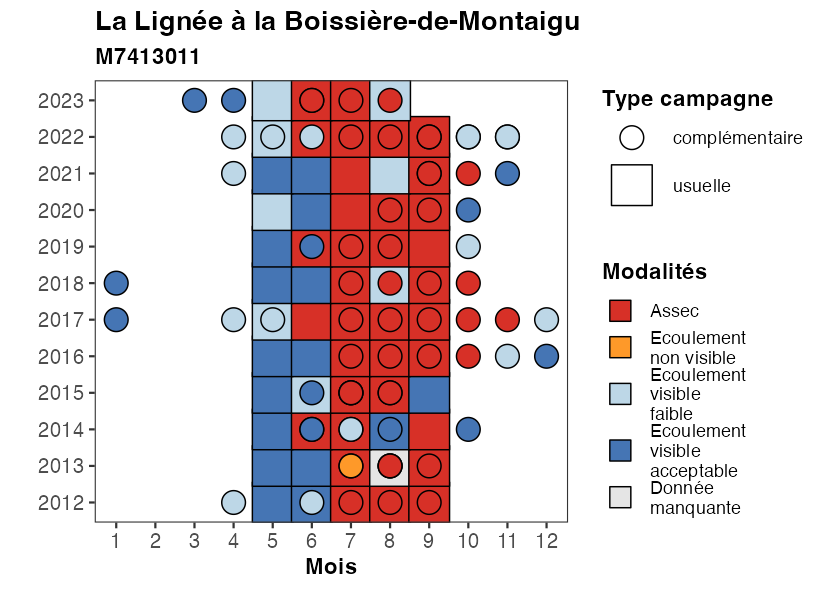 La Lignée à la Boissière-de-Montaigu
M7413011
2023
2022
2021
2020
2019
2018
2017
2016
2015
2014
2013
2012
1 2 3 4 5 6 7 8 9 10 11 12
Mois
Type campagne
complémentaire
usuelle
Modalités
Assec
Ecoulement
non visible
Ecoulement
visible
faible
Ecoulement
visible
acceptable
Donnée
manquante